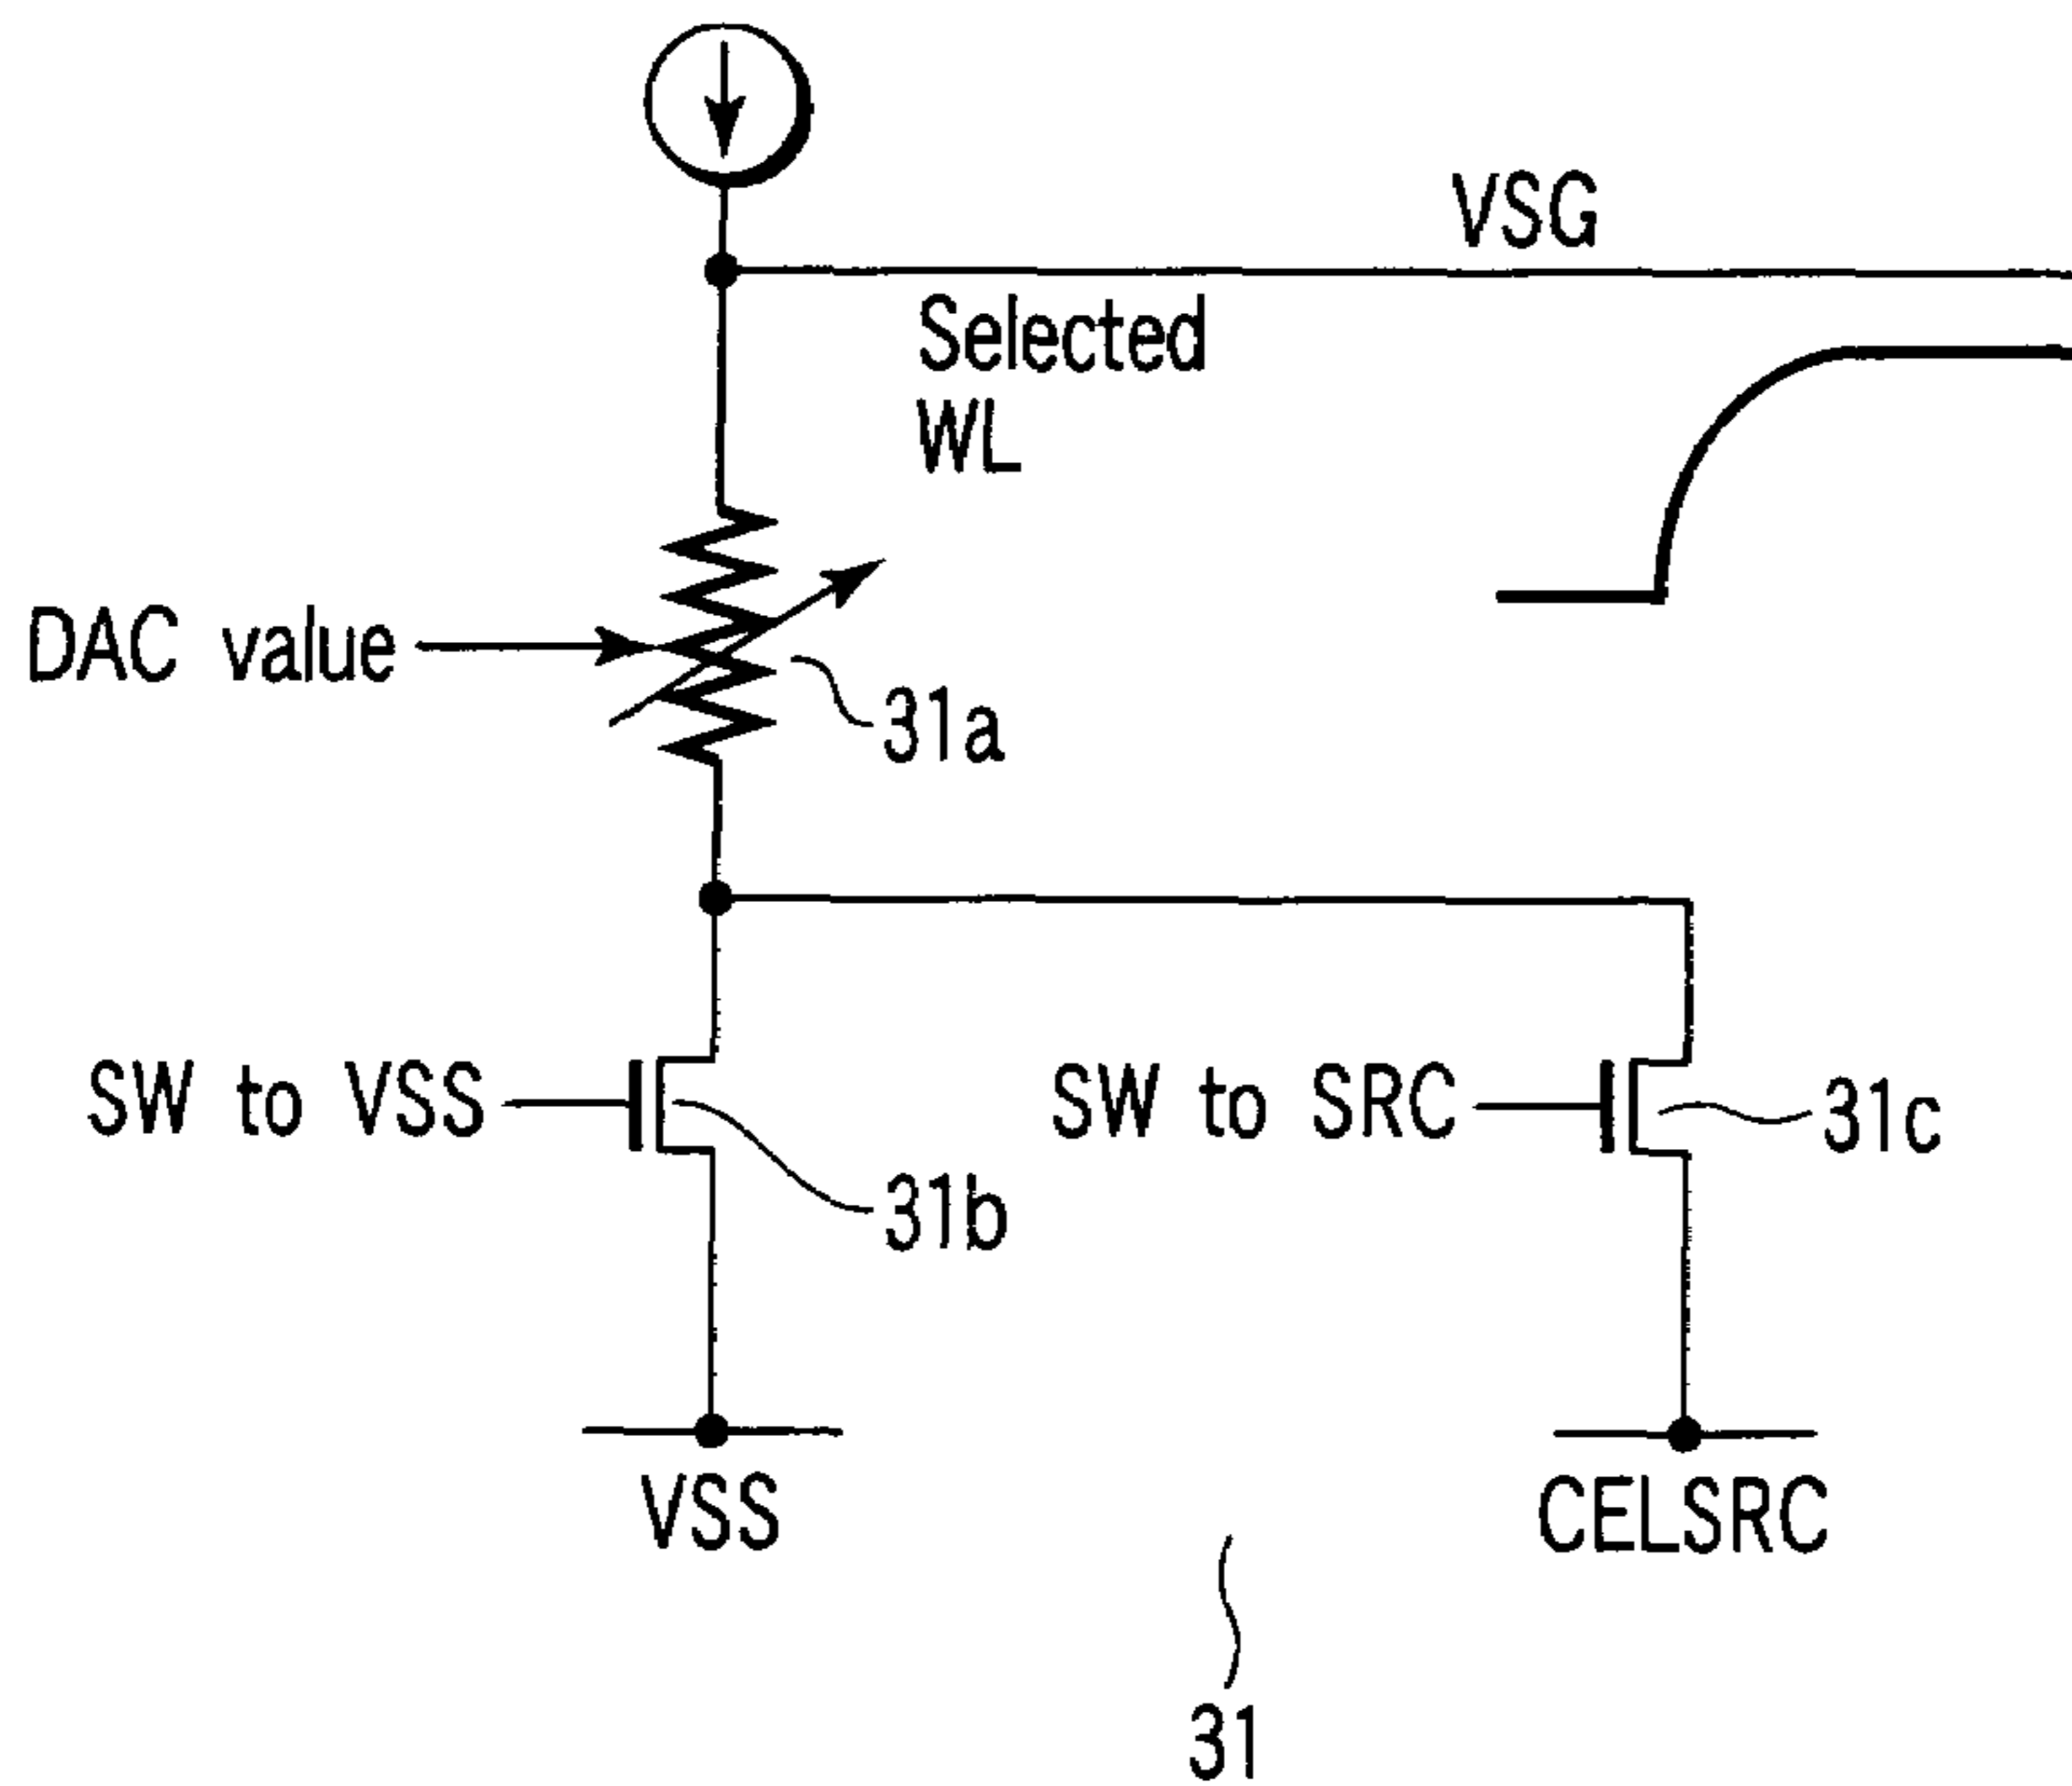 VSG
Selected
WL
DAC value
31a
SW to VSS
SW to SRC
31c
31b
VSS
CELSRC
31